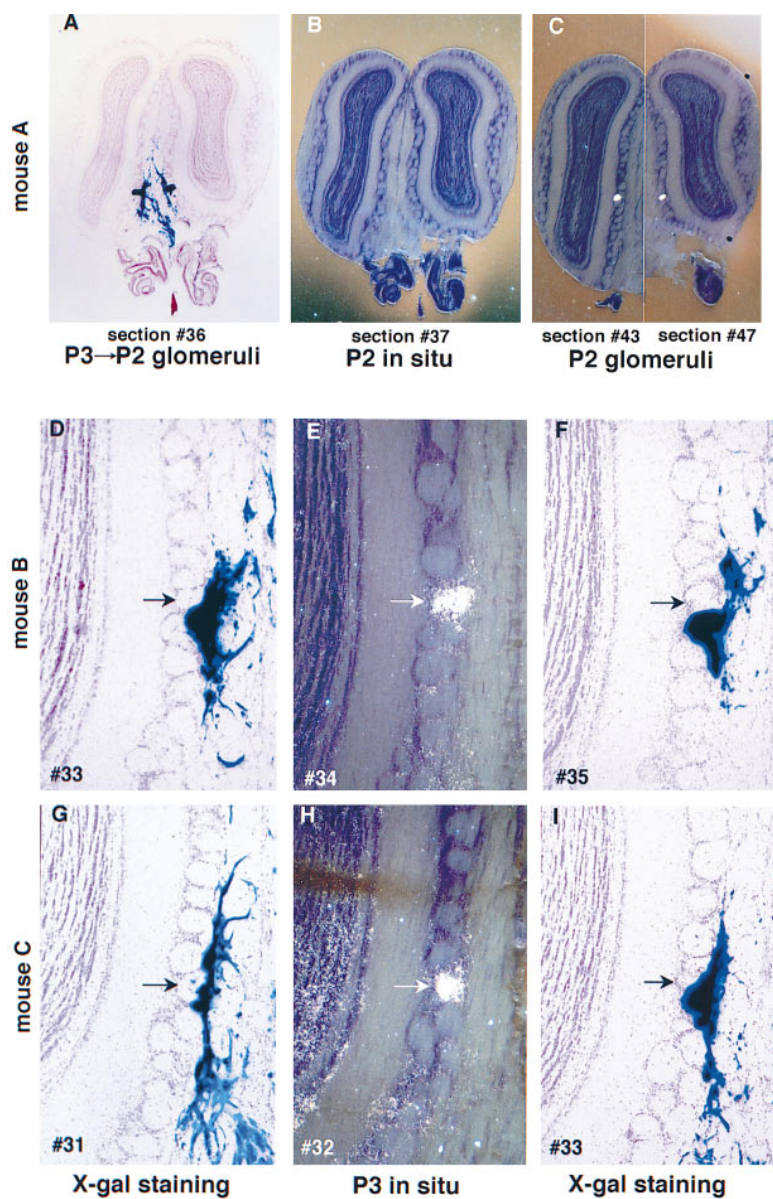 A
B
C
mouse A
section #36
P3→P2 glomeruli
section #37
P2 in situ
section #43
section #47
P2 glomeruli
D
E
F
mouse B
#33
#34
#35
G
H
I
mouse C
#31
#32
#33
X-gal staining
P3 in situ
X-gal staining